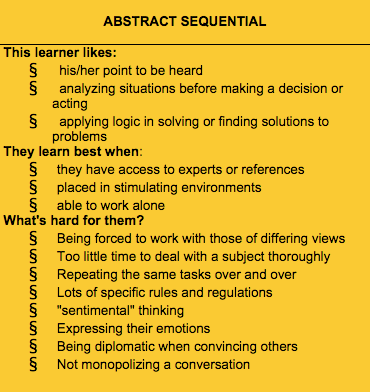 ABSTRACT SEQUENTIAL
This learner likes:
§ his/her point to be heard
§ analyzing situations before making a decision or
acting
§ applying logic in solving or finding solutions to
problems
They learn best when:
§ they have access to experts or references
§ placed in stimulating environments
§ able to work alone
What's hard for them?
§ Being forced to work with those of differing views
§ Too little time to deal with a subject thoroughly
§ Repeating the same tasks over and over
§ Lots of specific rules and regulations
§ "sentimental" thinking
§ Expressing their emotions
§ Being diplomatic when convincing others
§ Not monopolizing a conversation